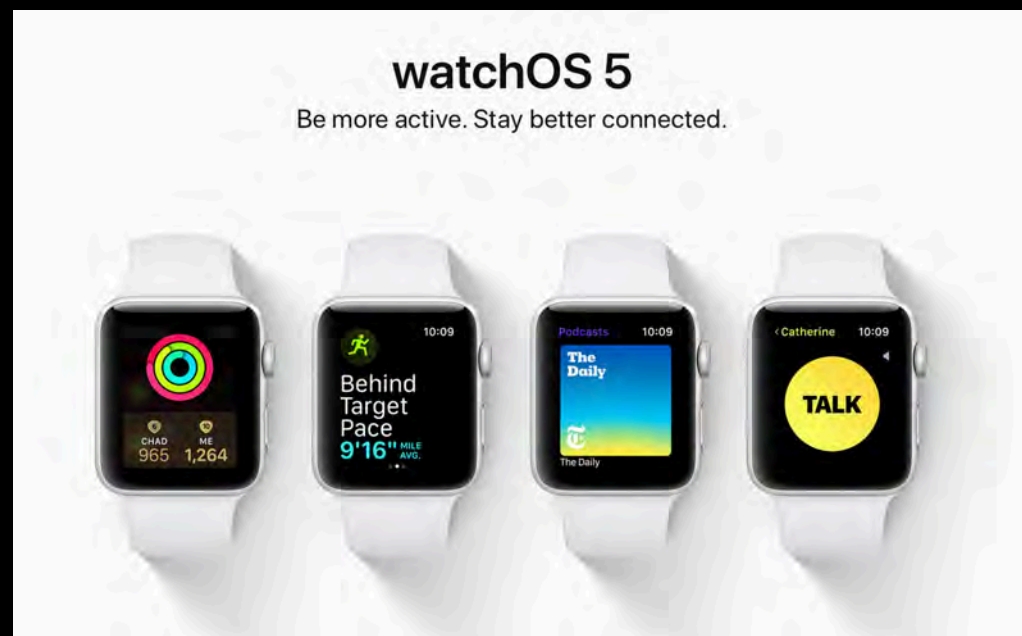 watchOS 5
Be more active. Stay better connected.
CHAD ME
965 1,264
10:09
Behind
Target
Pace
9'16" MILE
AVG.
Podcasts 10:09
The
Daily
T
The Daily
<Catherine 10:09
TALK